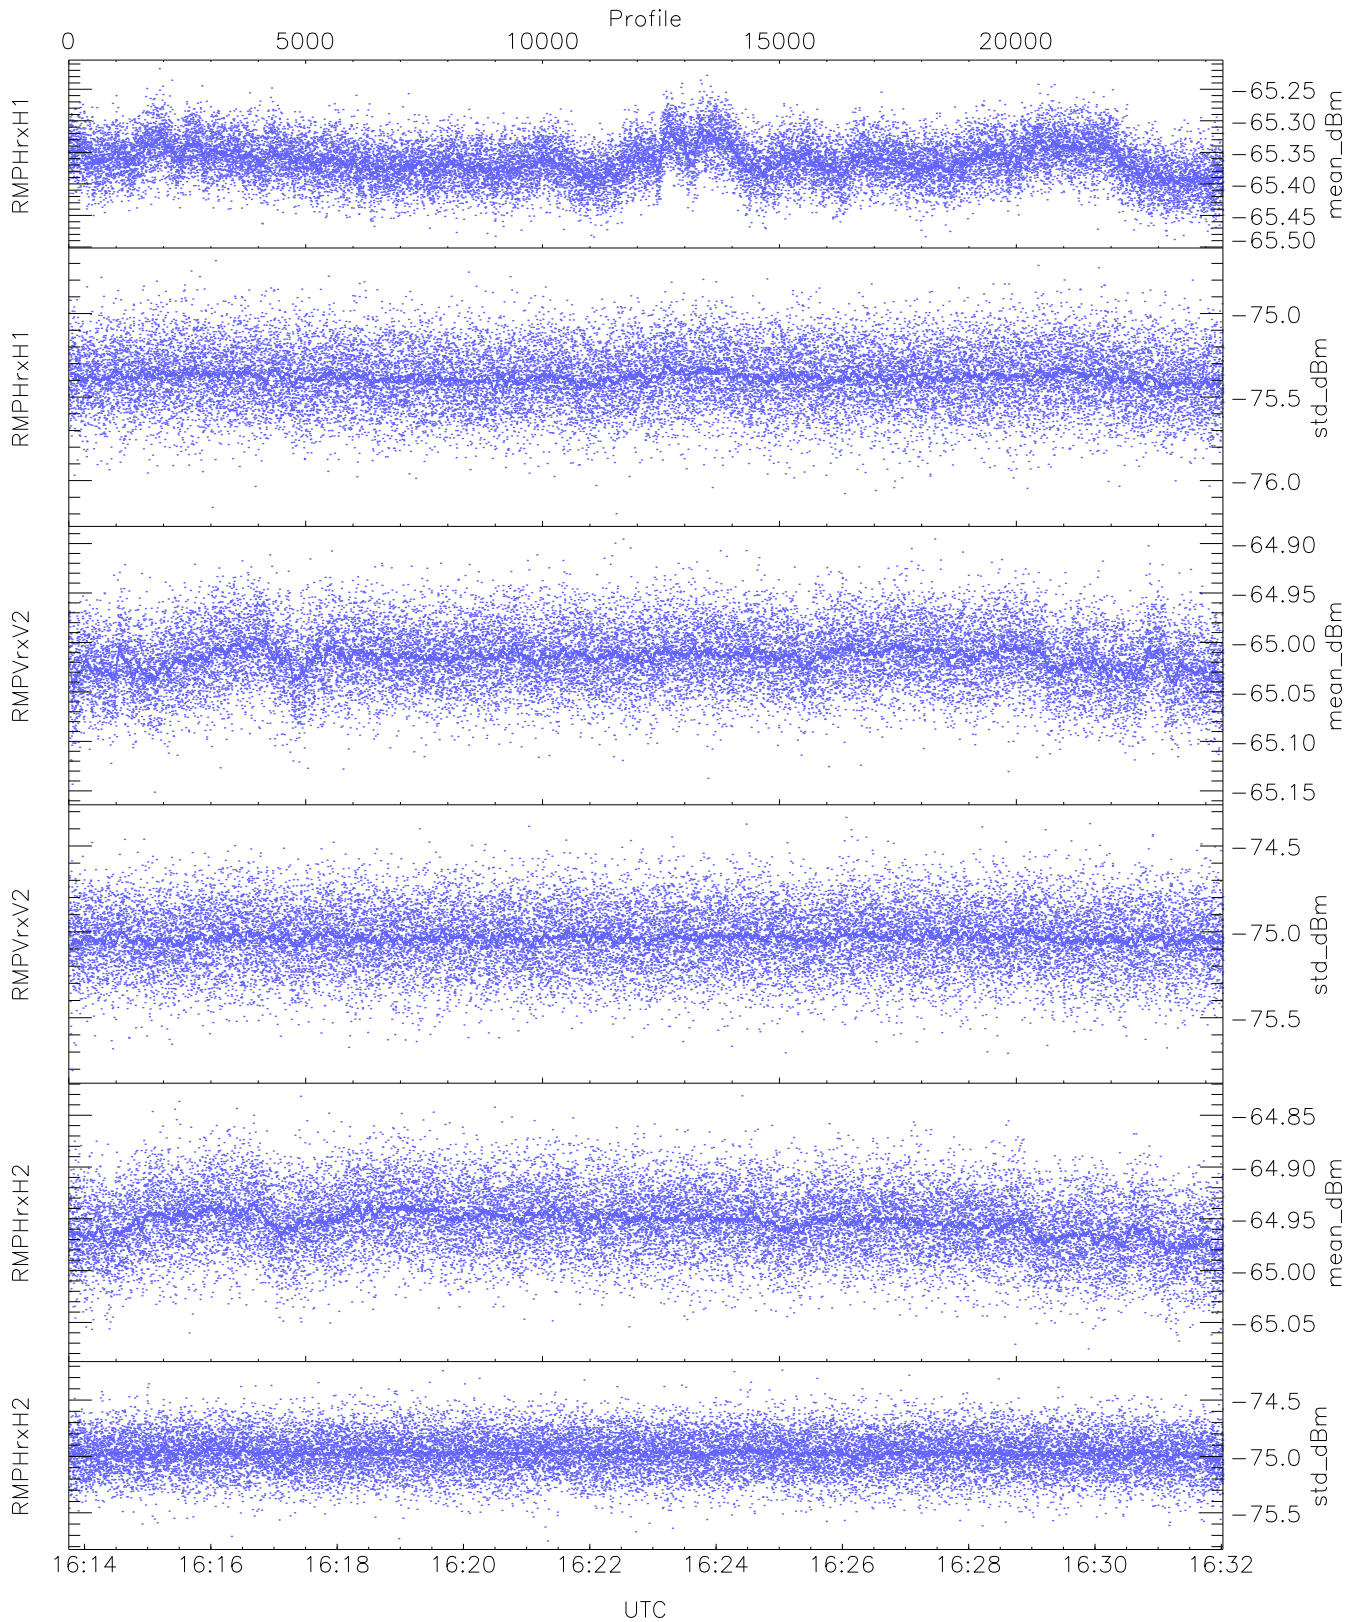 Profile
0 5000 10000 15000 20000
RMPHrxH1
-65.25
-65.30
-65.35
-65.40
-65.45
-65.50
mean_dBm
RMPHrxH1
-75.0
-75.5
-76.0
std_dBm
RMPVrxV2
-64.90
-64.95
-65.00
-65.05
-65.10
-65.15
mean_dBm
RMPVrxV2
-74.5
-75.0
-75.5
std_dBm
RMPHrxH2
-64.85
-64.90
-64.95
-65.00
-65.05
mean_dBm
RMPHrxH2
-74.5
-75.0
-75.5
std_dBm
16:14 16:16 16:18 16:20 16:22 16:24 16:26 16:28 16:30 16:32
UTC